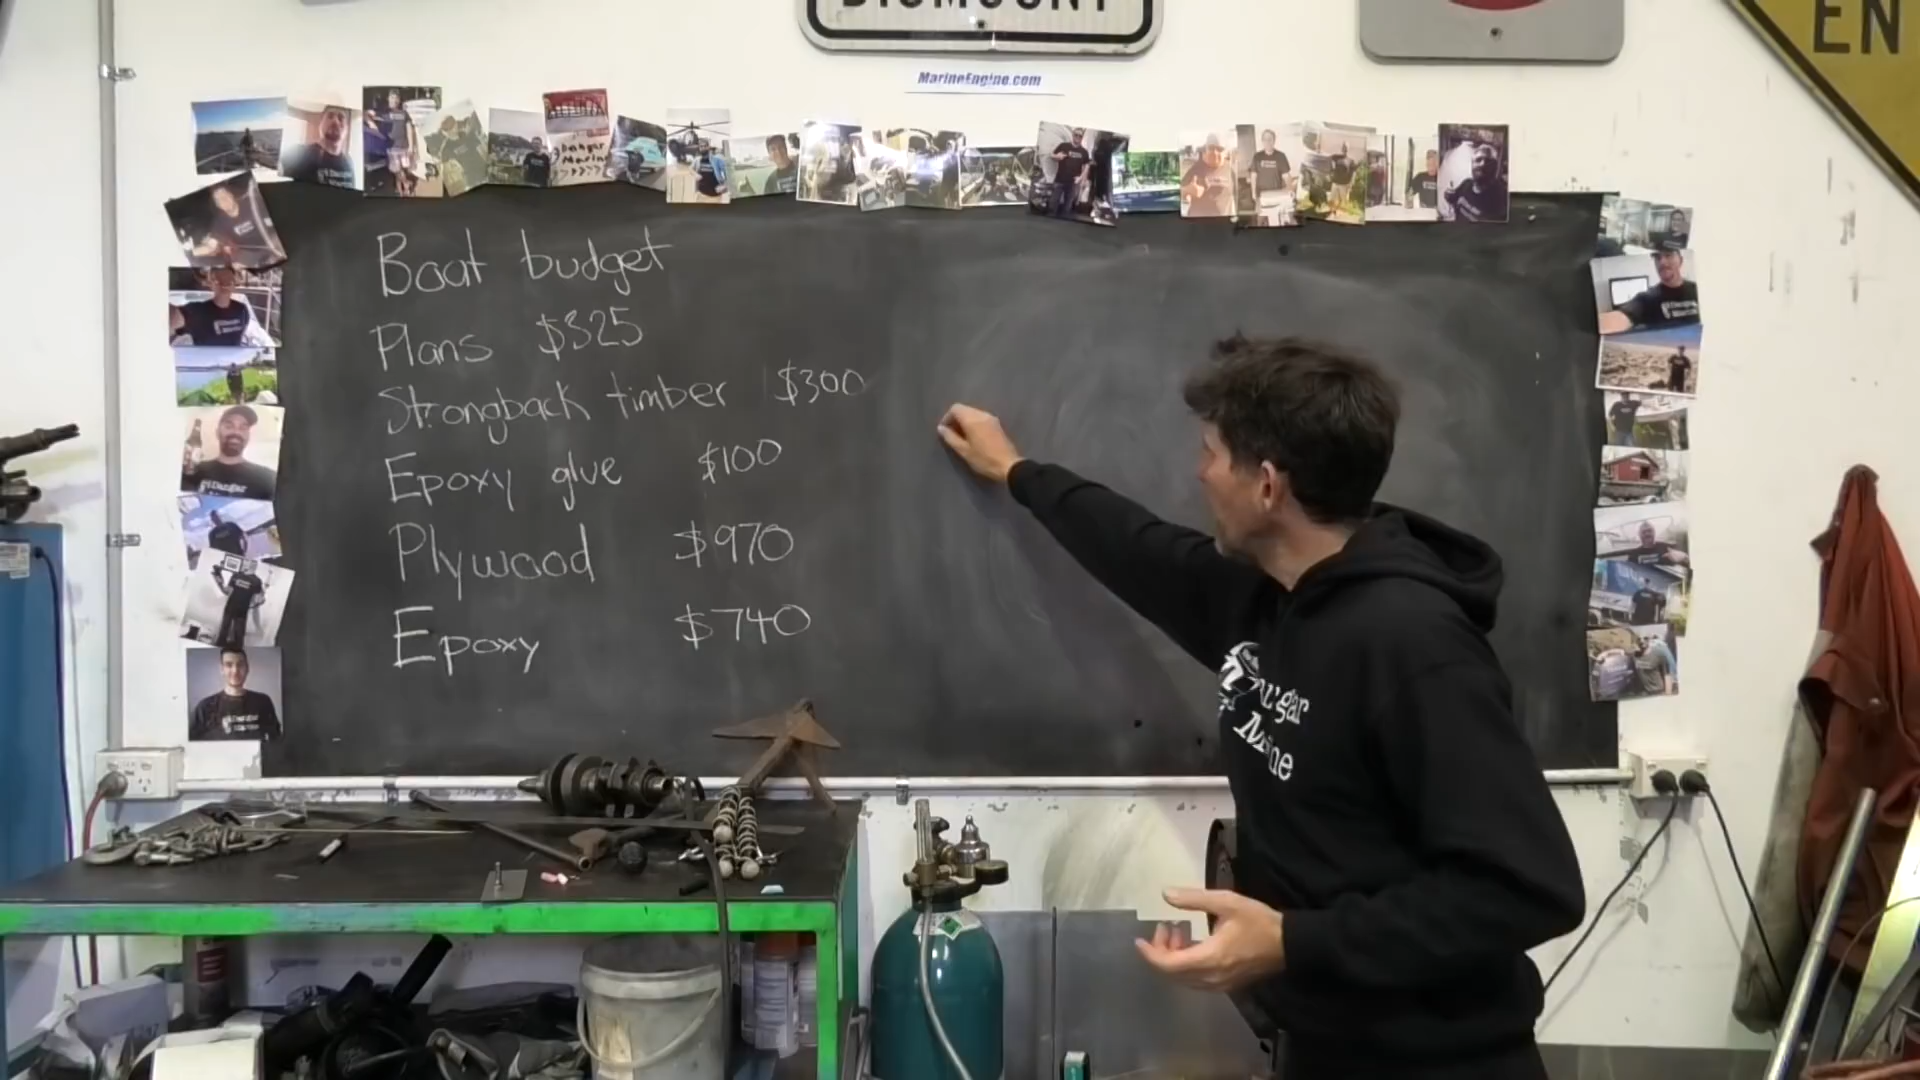 DISMOUNT
EN
MarineEngine.com
Boat budget
Plans $325
Strongback timber $300
Epoxy glue $100
Plywood $970
Epoxy $740
Dangar
Marine